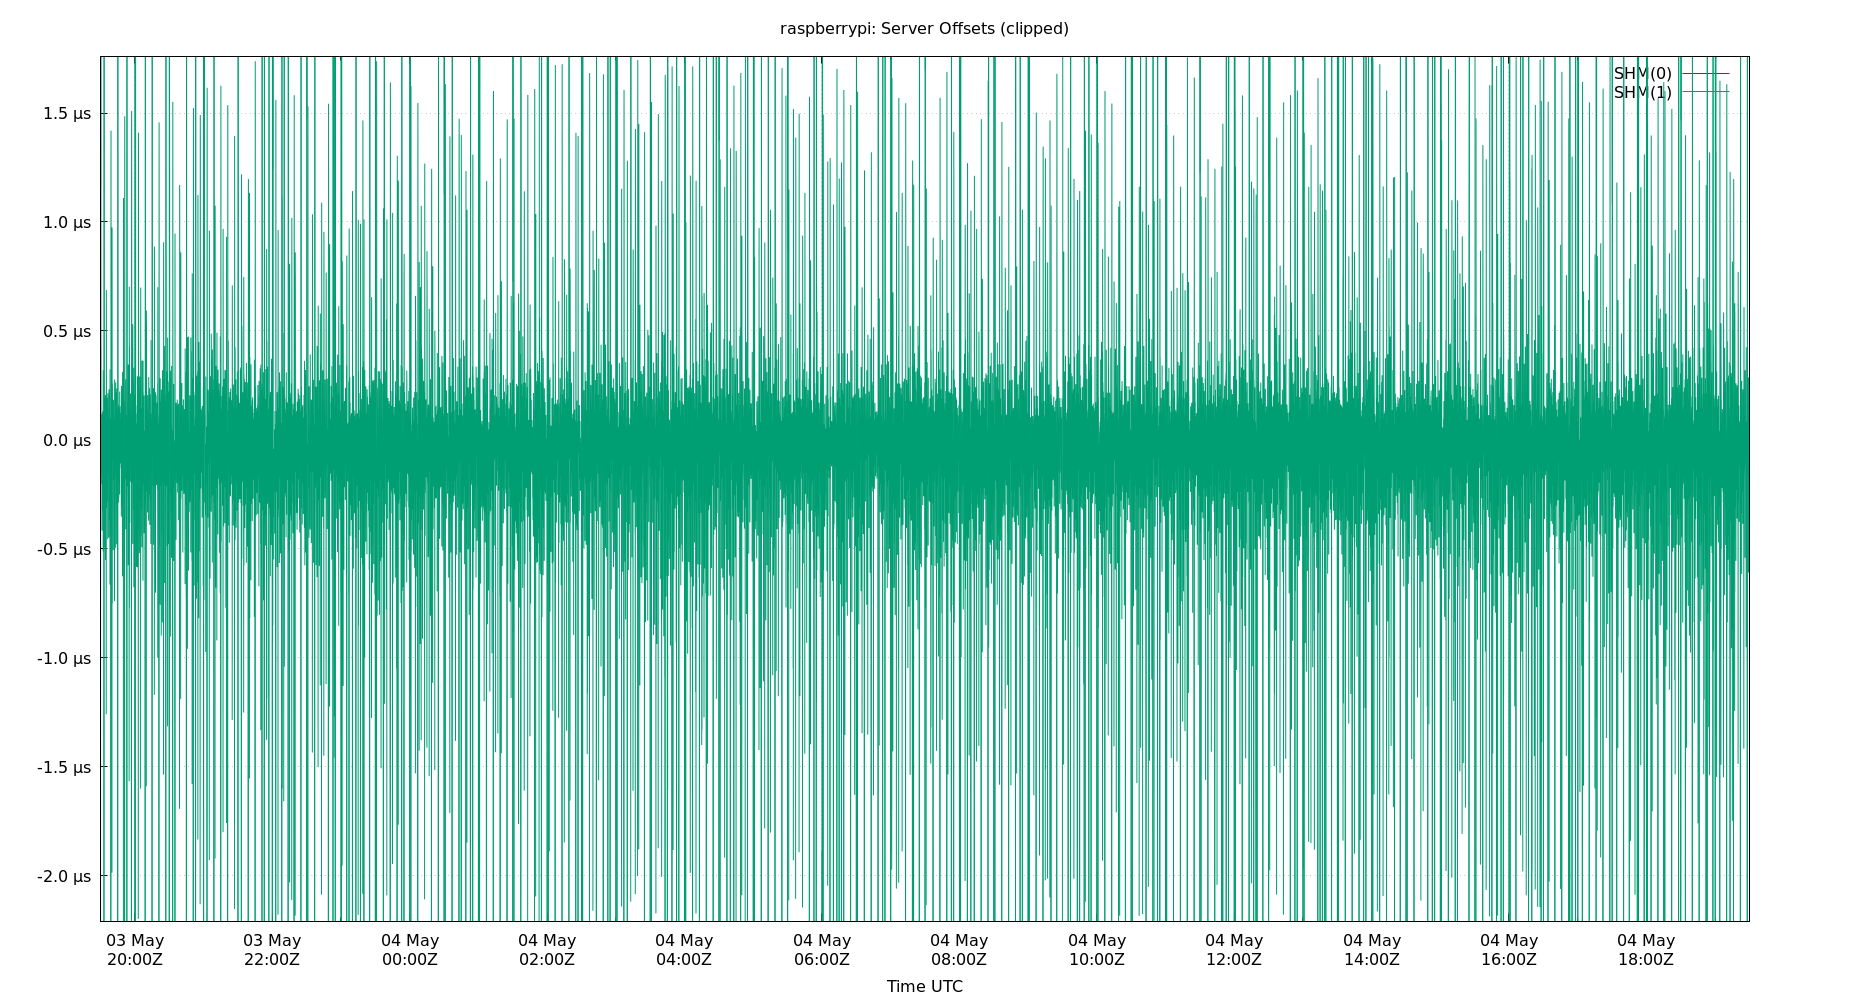 raspberrypi: Server Offsets (clipped)
SHM(0)
SHM(1)
1.5 µs
1.0 µs
0.5 µs
0.0 µs
-0.5 µs
-1.0 µs
-1.5 µs
-2.0 µs
03 May 03 May 04 May 04 May 04 May 04 May 04 May 04 May 04 May 04 May 04 May 04 May
20:00Z 22:00Z 00:00Z 02:00Z 04:00Z 06:00Z 08:00Z 10:00Z 12:00Z 14:00Z 16:00Z 18:00Z
Time UTC